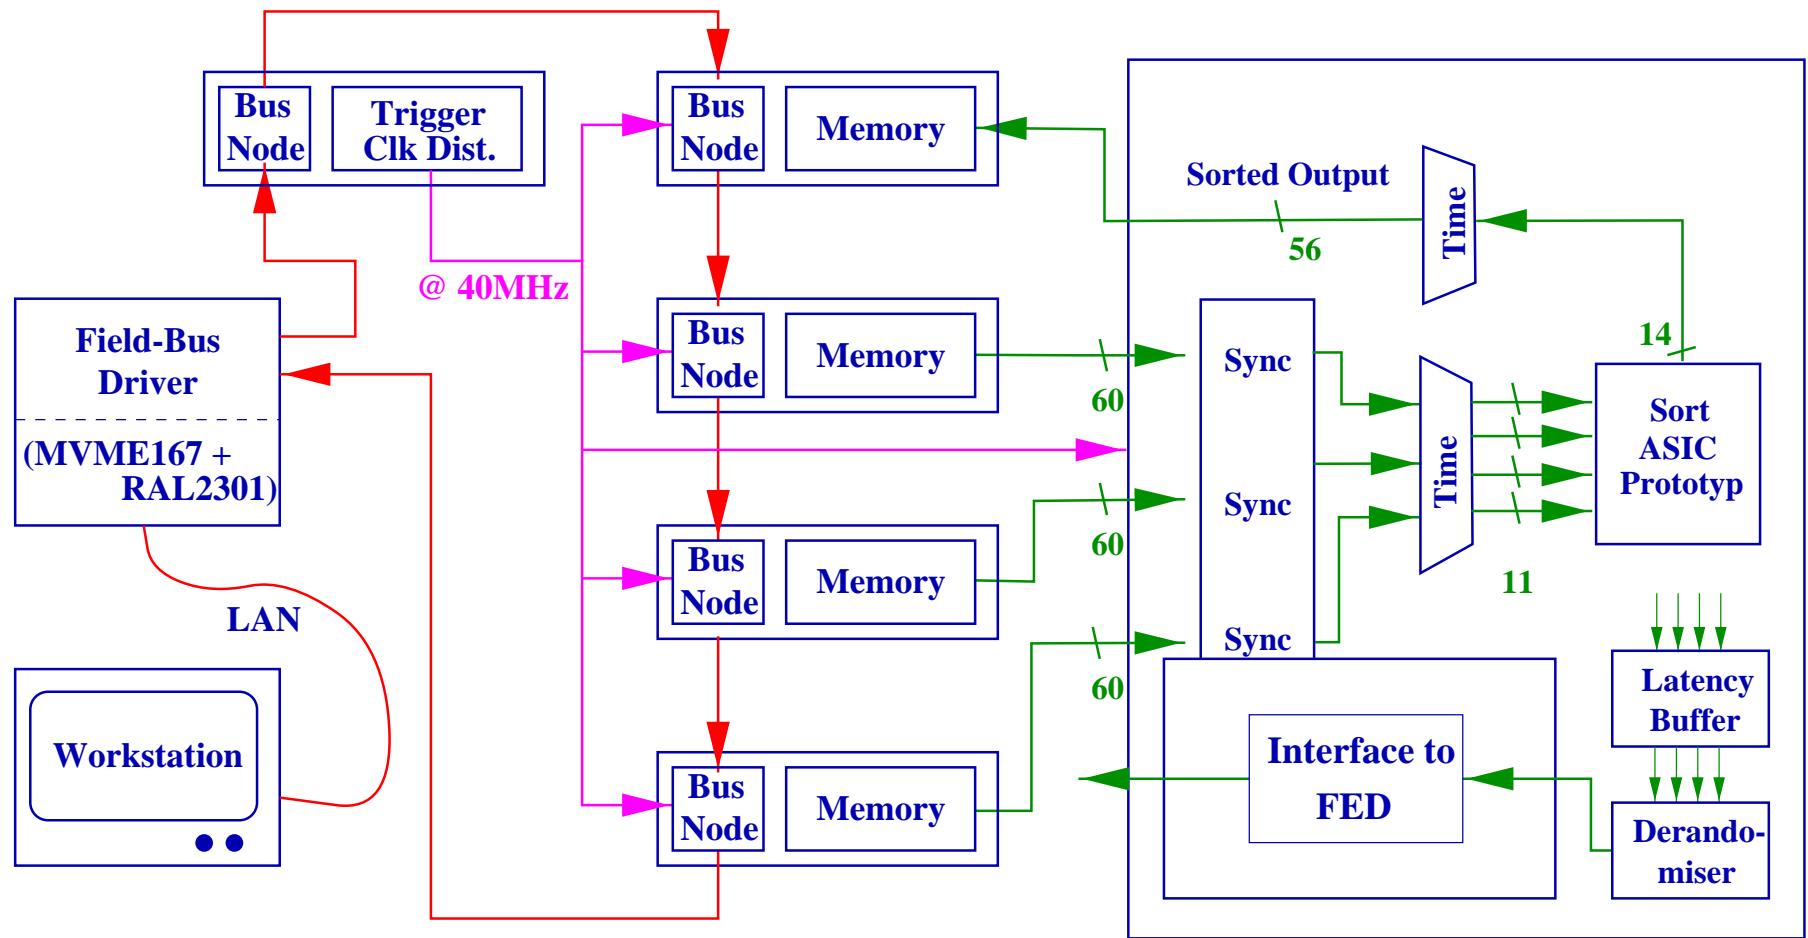 Bus
Node
Trigger
Clk Dist.
@ 40MHz
Field-Bus
Driver
(MVME167 +
RAL2301)
LAN
Workstation
Bus
Node
Memory
Bus
Node
Memory
60
Bus
Node
Memory
60
Bus
Node
Memory
60
Sorted Output
56
Time
14
Sync
Sync
Sync
Time
11
Sort
ASIC
Prototyp
Latency
Buffer
Derando-
miser
Interface to
FED